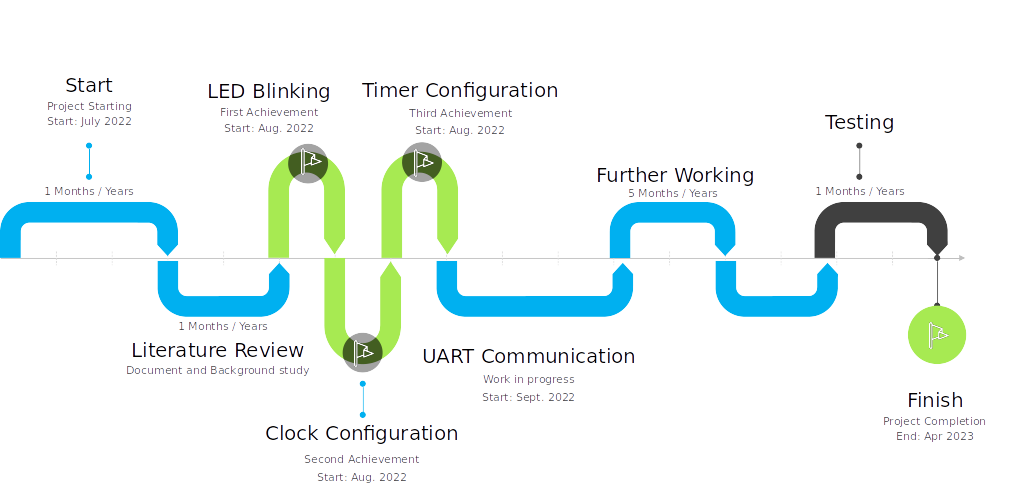 Start
Project Starting
Start: July 2022
1 Months / Years
LED Blinking
First Achievement
Start: Aug. 2022
Timer Configuration
Third Achievement
Start: Aug. 2022
Further Working
5 Months / Years
Testing
1 Months / Years
1 Months / Years
Literature Review
Document and Background study
Clock Configuration
Second Achievement
Start: Aug. 2022
UART Communication
Work in progress
Start: Sept. 2022
Finish
Project Completion
End: Apr 2023